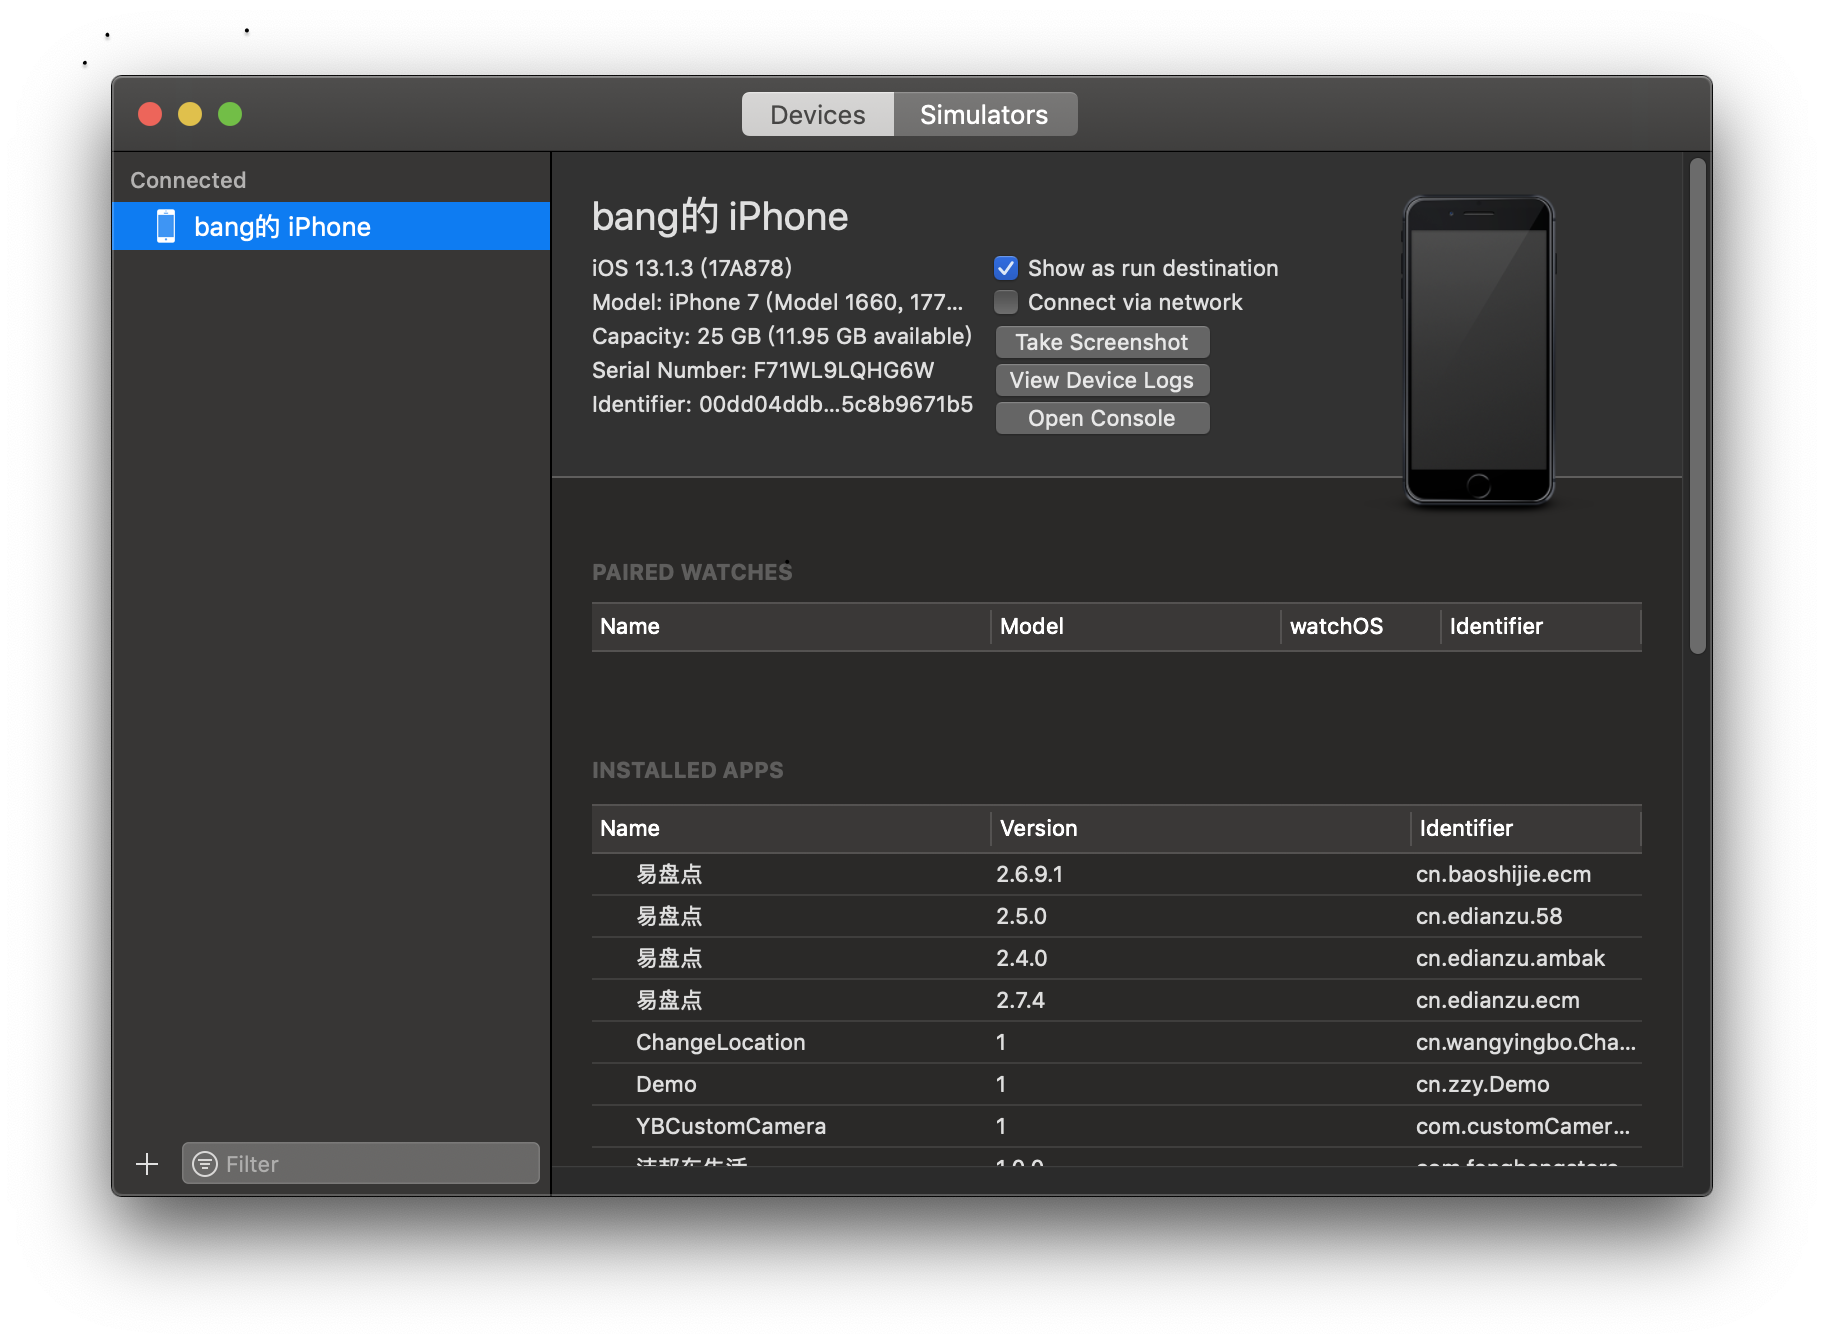 Devices
Simulators
Connected
bang的 iPhone
bang的 iPhone
iOS 13.1.3 (17A878)
Model: iPhone 7 (Model 1660, 177...
Capacity: 25 GB (11.95 GB available)
Serial Number: F71WL9LQHG6W
Identifier: 00dd04ddb...5c8b9671b5
Show as run destination
Connect via network
Take Screenshot
View Device Logs
Open Console
PAIRED WATCHES
Name Model watchOS Identifier
INSTALLED APPS
Name Version Identifier
易盘点 2.6.9.1 cn.baoshijie.ecm
易盘点 2.5.0 cn.edianzu.58
易盘点 2.4.0 cn.edianzu.ambak
易盘点 2.7.4 cn.edianzu.ecm
ChangeLocation 1 cn.wangyingbo.Cha...
Demo 1 cn.zzy.Demo
YBCustomCamera 1 com.customCamer...
1.0.0
Filter